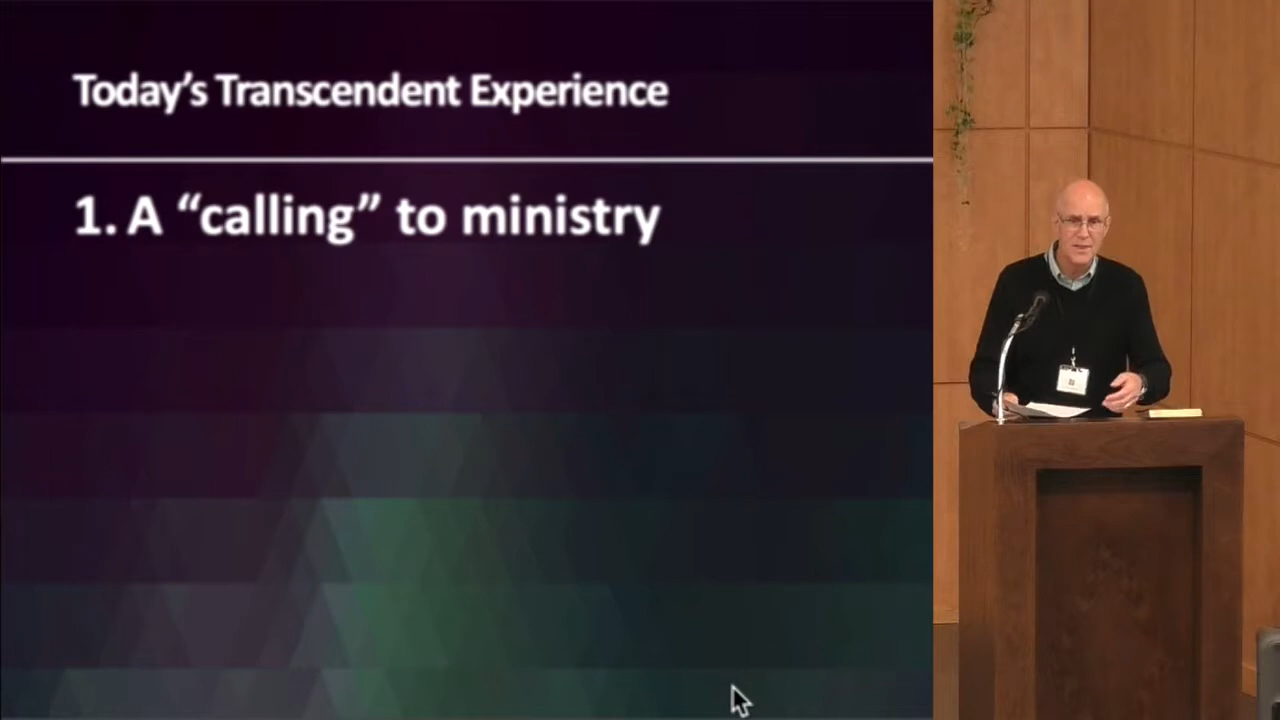 Today's Transcendent Experience
1. A “calling” to ministry